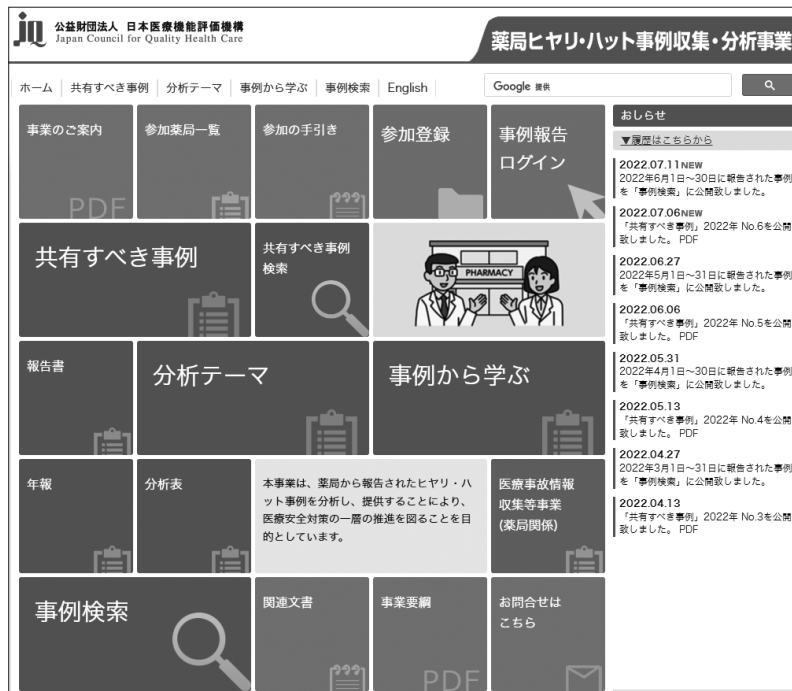 公益財団法人 日本医療機能評価機構
Japan Council for Quality Health Care
薬局ヒヤリ・ハット事例収集・分析事業
ホーム 共有すべき事例 分析テーマ 事例から学ぶ 事例検索 English
Google 提供
事業のご案内
PDF
参加薬局一覧
参加の手引き
参加登録
事例報告
ログイン
共有すべき事例
共有すべき事例
検索
PHARMACY
報告書
分析テーマ
事例から学ぶ
年報
分析表
本事業は、薬局から報告されたヒヤリ・ハ
ット事例を分析し、提供することにより、
医療安全対策の一層の推進を図ることを目
的としています。
医療事故情報
収集等事業
(薬局関係)
事例検索
関連文書
事業要綱
PDF
お問合せは
こちら
おしらせ
▼履歴はこちらから
2022.07.11NEW
2022年6月1日～30日に報告された事例
を「事例検索」に公開致しました。
2022.07.06NEW
「共有すべき事例」2022年 No.6を公開
致しました。 PDF
2022.06.27
2022年5月1日～31日に報告された事例
を「事例検索」に公開致しました。
2022.06.06
「共有すべき事例」2022年 No.5を公開
致しました。 PDF
2022.05.31
2022年4月1日～30日に報告された事例
を「事例検索」に公開致しました。
2022.05.13
「共有すべき事例」2022年 No.4を公開
致しました。 PDF
2022.04.27
2022年3月1日～31日に報告された事例
を「事例検索」に公開致しました。
2022.04.13
「共有すべき事例」2022年 No.3を公開
致しました。 PDF